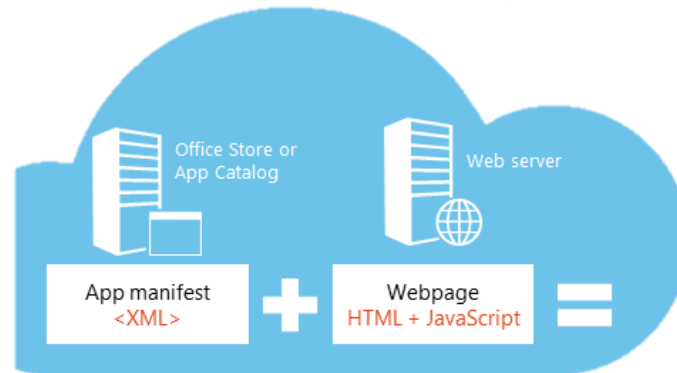 Office Store or
App Catalog
Web server
App manifest
<XML>
Webpage
HTML + JavaScript